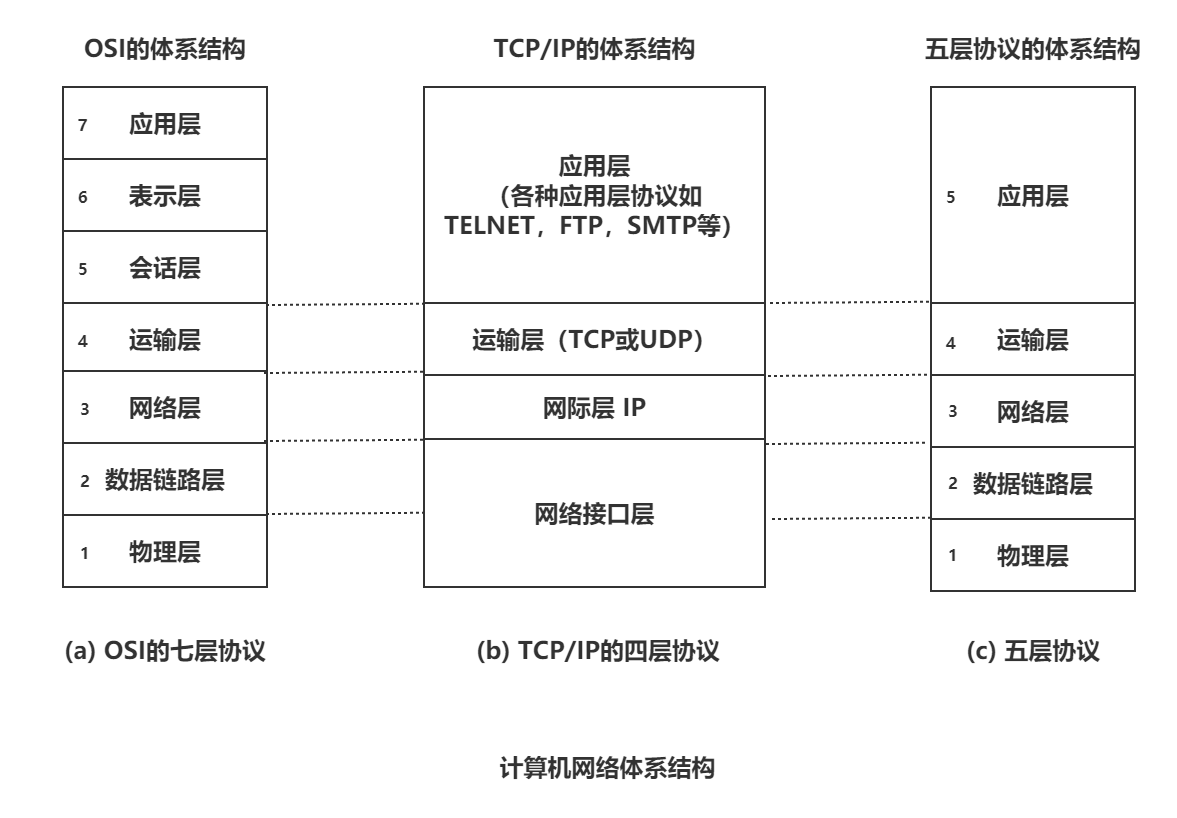 OSI的体系结构
TCP/IP的体系结构
五层协议的体系结构
7 应用层
6 表示层
5 会话层
4 运输层
3 网络层
2 数据链路层
1 物理层
应用层
（各种应用层协议如
TELNET，FTP，SMTP等）
运输层（TCP或UDP）
网际层 IP
网络接口层
5 应用层
4 运输层
3 网络层
2 数据链路层
1 物理层
(a) OSI的七层协议
(b) TCP/IP的四层协议
(c) 五层协议
计算机网络体系结构